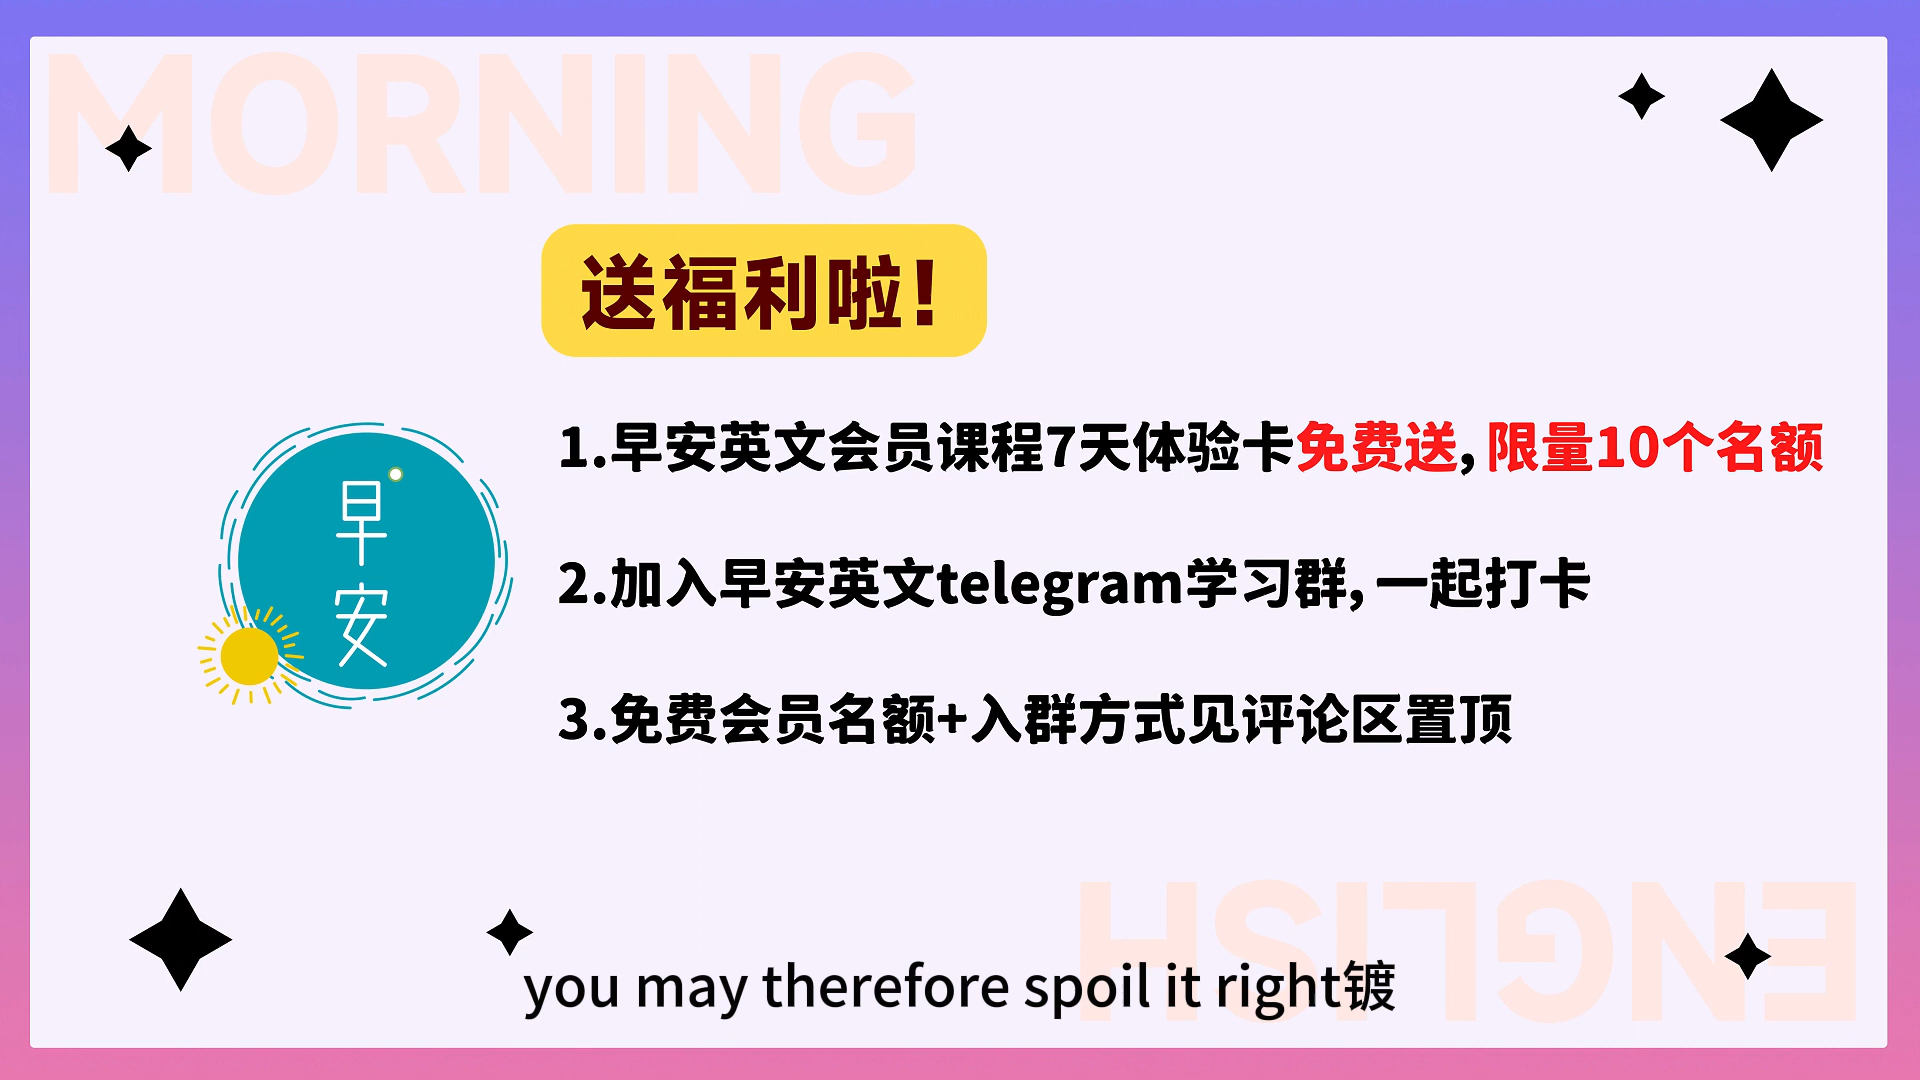 MORNING
送福利啦!
1.早安英文会员课程7天体验卡免费送,限量10个名额
早安
2.加入早安英文telegram学习群,一起打卡
3.免费会员名额+入群方式见评论区置顶
ENGLISH
you may therefore spoil it right镀